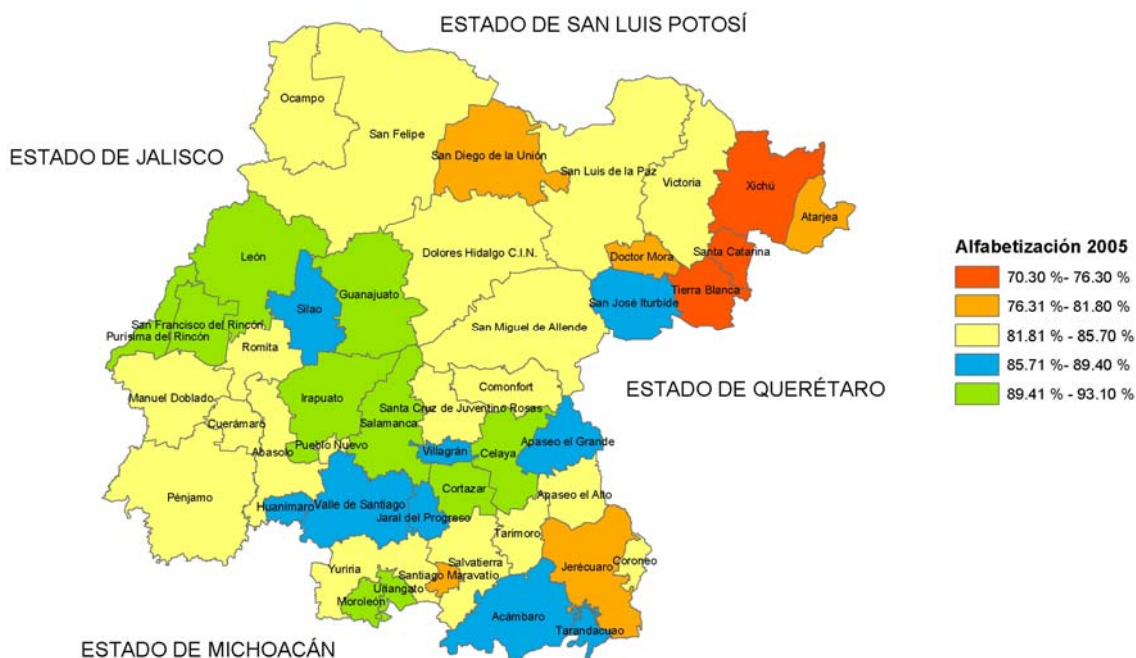 ESTADO DE SAN LUIS POTOSÍ
Ocampo
San Felipe
ESTADO DE JALISCO
San Diego de la Unión
San Luis de la Paz
Victoria
Xichú
Atarjea
León
Dolores Hidalgo C.I.N.
Doctor Mora
Santa Catarina
Tierra Blanca
Silao
Guanajuato
San José Iturbide
San Francisco del Rincón
Purísima del Rincón
Romita
San Miguel de Allende
ESTADO DE QUERÉTARO
Manuel Doblado
Irapuato
Comonfort
Santa Cruz de Juventino Rosas
Cuerámaro
Salamanca
Abasolo
Pueblo Nuevo
Villagrán
Celaya
Apaseo el Grande
Pénjamo
Huanimaro
Valle de Santiago
Cortazar
Jaral del Progreso
Apaseo el Alto
Tarimoro
Yuriria
Salvatierra
Jerécuaro
Coroneo
Santiago Maravatío
Uriangato
Moroleón
Acámbaro
Tarandacuao
ESTADO DE MICHOACÁN
Alfabetización 2005
70.30 %- 76.30 %
76.31 %- 81.80 %
81.81 % - 85.70 %
85.71 %- 89.40 %
89.41 % - 93.10 %